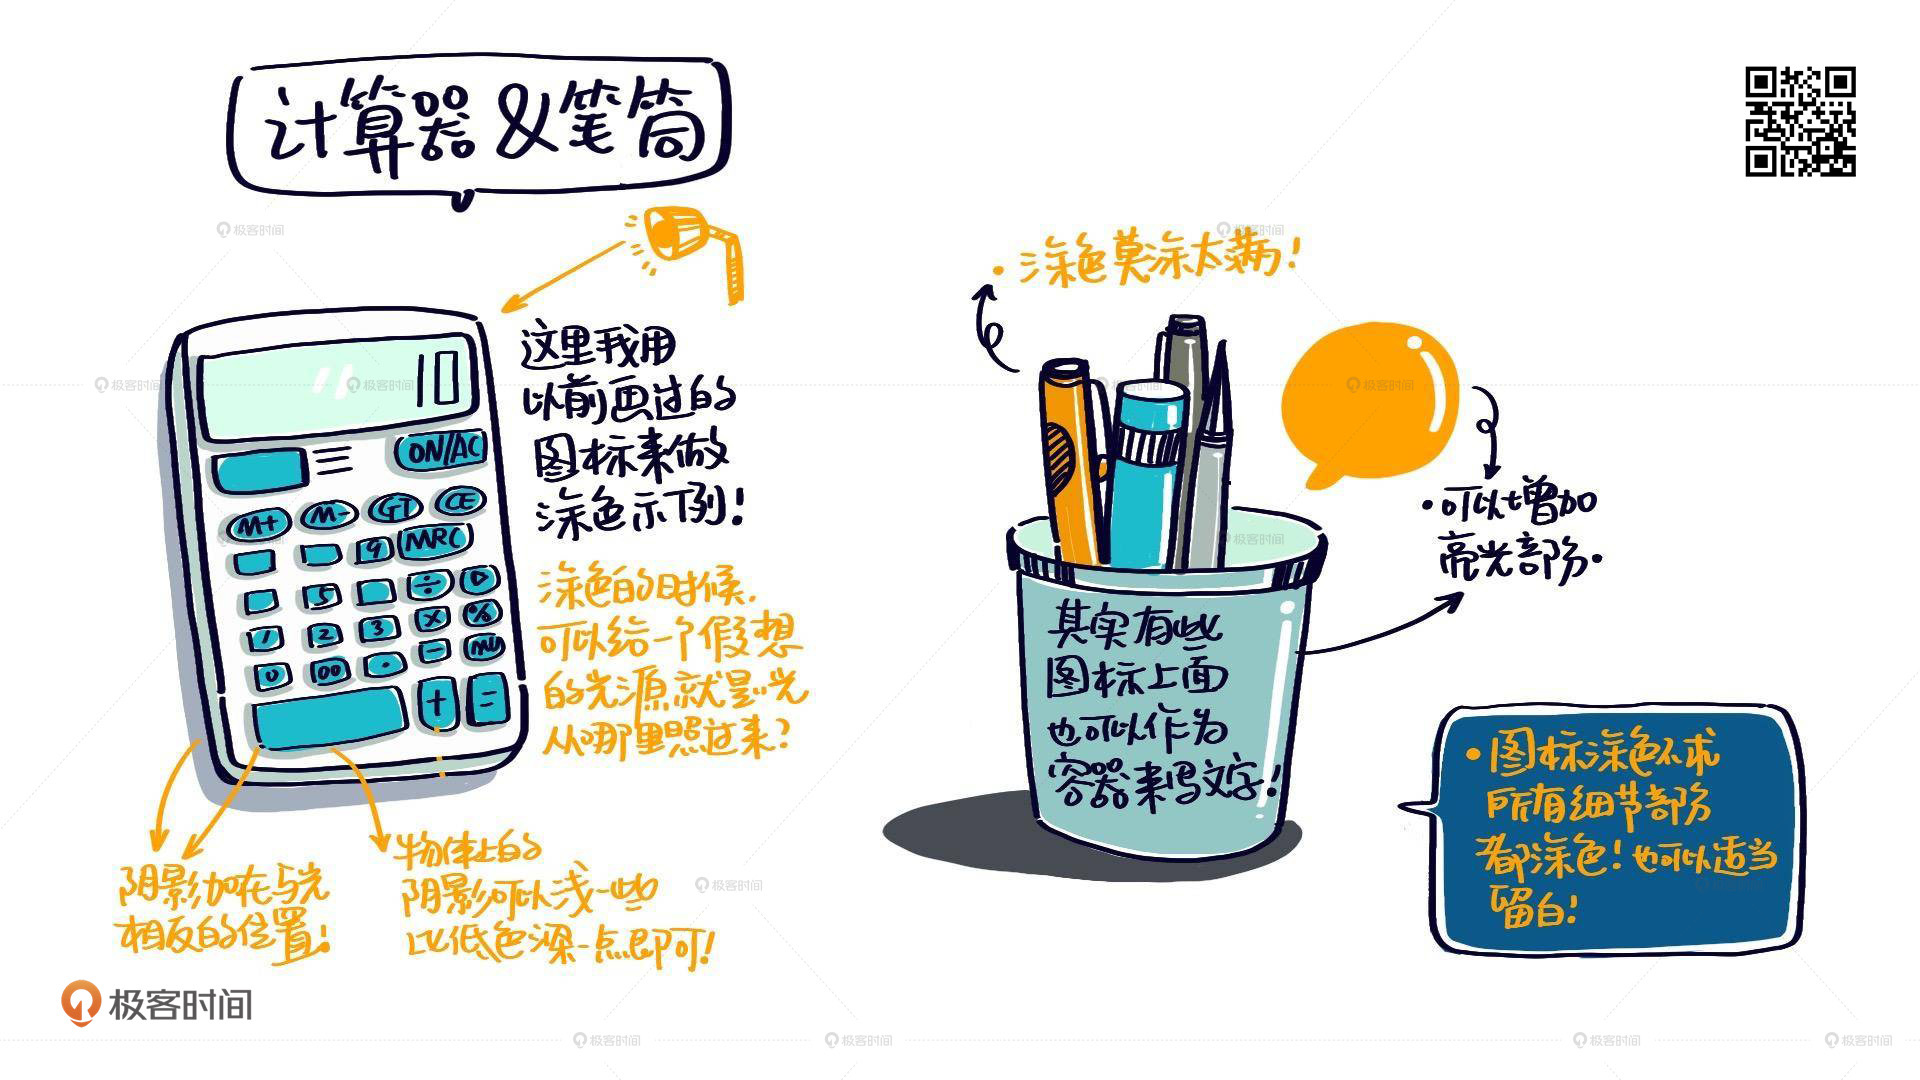 计算器&笔筒
这里我用
以前画过的
图标来做
涂色示例!
涂色的时候,
可以给一个假想
的光源就是:光
从哪里照过来?
10
ON/AC
M+ M- GT CE
9 MRC
5 ÷ ▷
1 2 3 × %
0 00 · - MU
+ =
阴影加在与光
相反的位置!
物体上的
阴影可以浅一些
比底色深一点即可!
·涂色莫涂太满!
·可以增加
亮光部分.
其实有些
图标上面
也可以作为
容器来写文字!
·图标涂色不求
所有细节部分
都涂色!也可以适当
留白!
极客时间